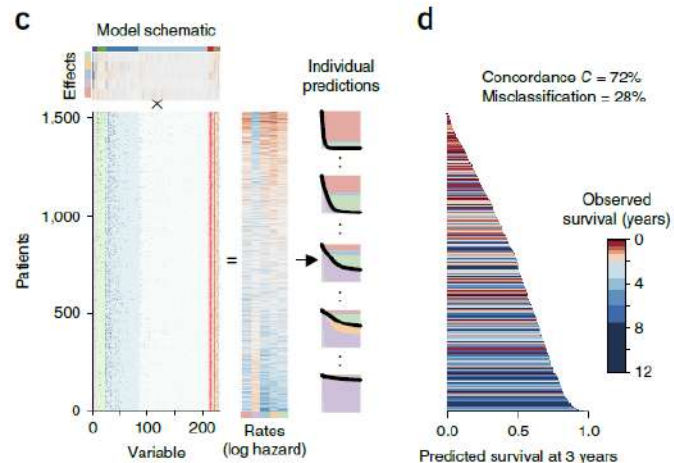 c
Model schematic
Effects
×
Individual
predictions
1,500
1,000
500
0
Patients
=
0
100
200
Variable
Rates
(log hazard)
d
Concordance C = 72%
Misclassification = 28%
Observed
survival (years)
0
2
4
8
12
0.0
0.5
1.0
Predicted survival at 3 years